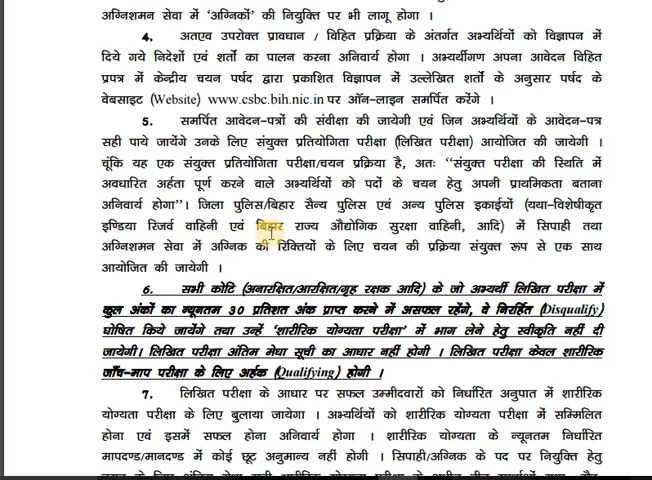 अग्निशमन सेवा में 'अग्निकों' की नियुक्ति पर भी लागू होगा ।
4. अतएव उपरोक्त प्रावधान / विहित प्रक्रिया के अंतर्गत अभ्यर्थियों को विज्ञापन में
दिये गये निदेशों एवं शर्तों का पालन करना अनिवार्य होगा । अभ्यर्थीगण अपना आवेदन विहित
प्रपत्र में केन्द्रीय चयन पर्षद द्वारा प्रकाशित विज्ञापन में उल्लेखित शर्तों के अनुसार पर्षद के
वेबसाइट (Website) www.csbc.bih.nic.in पर ऑन-लाइन समर्पित करेंगे ।
5. समर्पित आवेदन-पत्रों की संवीक्षा की जायेगी एवं जिन अभ्यर्थियों के आवेदन-पत्र
सही पाये जायेंगे उनके लिए संयुक्त प्रतियोगिता परीक्षा (लिखित परीक्षा) आयोजित की जायेगी ।
चूंकि यह एक संयुक्त प्रतियोगिता परीक्षा/चयन प्रक्रिया है, अतः ''संयुक्त परीक्षा की स्थिति में
अवधारित अर्हता पूर्ण करने वाले अभ्यर्थियों को पदों के चयन हेतु अपनी प्राथमिकता बताना
अनिवार्य होगा''। जिला पुलिस/बिहार सैन्य पुलिस एवं अन्य पुलिस इकाईयों (यथा-विशेषीकृत
इण्डिया रिजर्व वाहिनी एवं बिहार राज्य औद्योगिक सुरक्षा वाहिनी, आदि) में सिपाही तथा
अग्निशमन सेवा में अग्निक की रिक्तियों के लिए चयन की प्रक्रिया संयुक्त रूप से एक साथ
आयोजित की जायेगी ।
6. सभी कोटि (अनारक्षित/आरक्षित/गृह रक्षक आदि) के जो अभ्यर्थी लिखित परीक्षा में
कुल अंकों का न्यूनतम 30 प्रतिशत अंक प्राप्त करने में असफल रहेंगे, वे निरर्हित (Disqualify)
घोषित किये जायेंगे तथा उन्हें 'शारीरिक योग्यता परीक्षा' में भाग लेने हेतु स्वीकृति नहीं दी
जायेगी। लिखित परीक्षा अंतिम मेधा सूची का आधार नहीं होगी । लिखित परीक्षा केवल शारीरिक
जाँच-माप परीक्षा के लिए अर्हक (Qualifying) होगी ।
7. लिखित परीक्षा के आधार पर सफल उम्मीदवारों को निर्धारित अनुपात में शारीरिक
योग्यता परीक्षा के लिए बुलाया जायेगा । अभ्यर्थियों को शारीरिक योग्यता परीक्षा में सम्मिलित
होना एवं इसमें सफल होना अनिवार्य होगा । शारीरिक योग्यता के न्यूनतम निर्धारित
मापदण्ड/मानदण्ड में कोई छूट अनुमान्य नहीं होगी । सिपाही/अग्निक के पद पर नियुक्ति हेतु